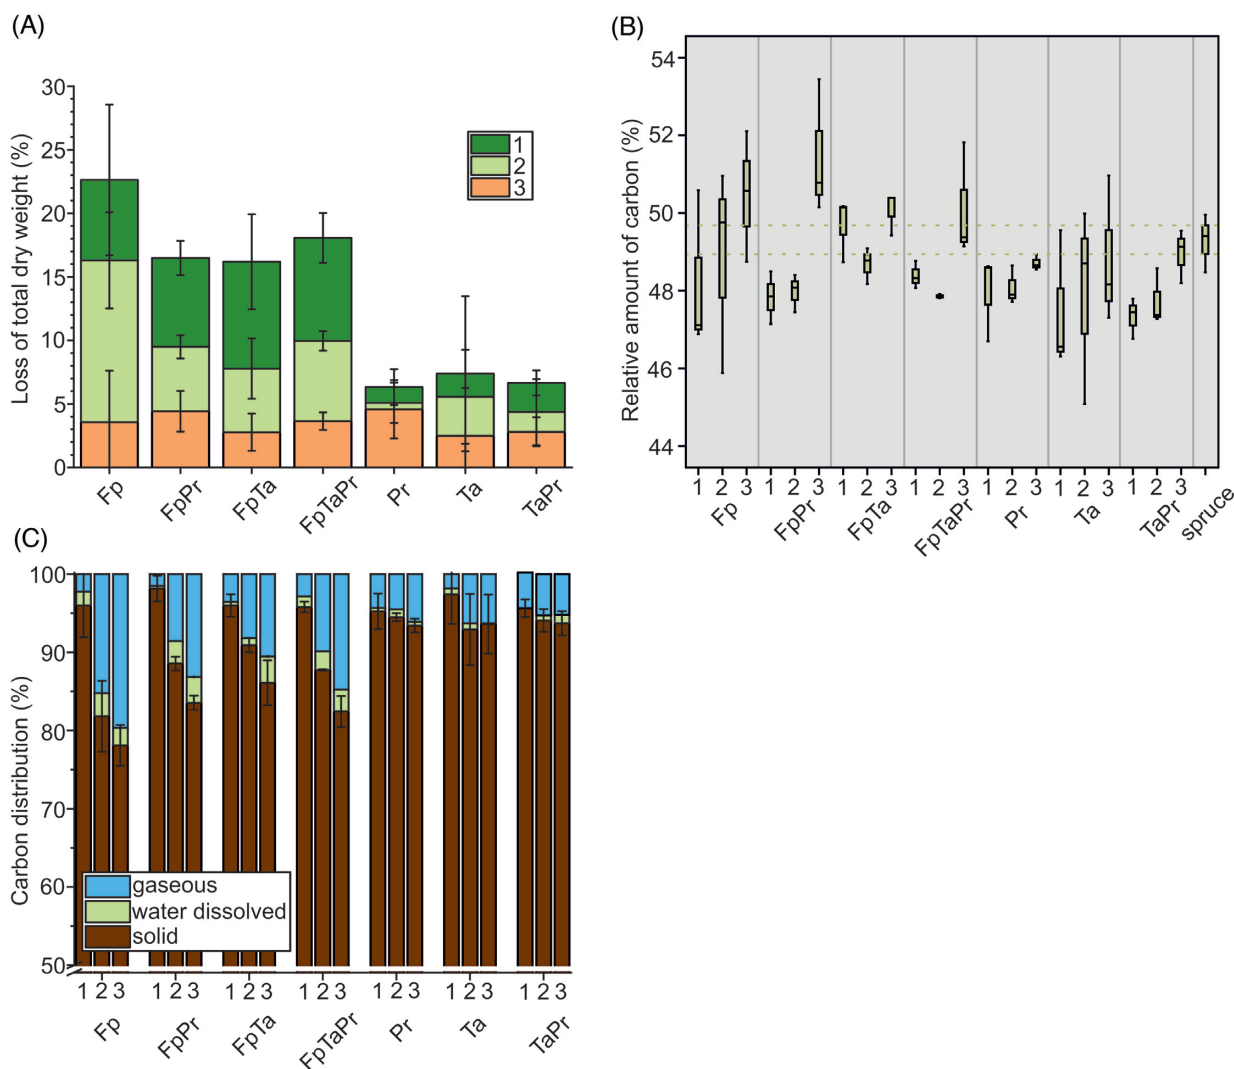 (A)
Loss of total dry weight (%)
30
25
20
15
10
5
0
1
2
3
Fp
FpPr
FpTa
FpTaPr
Pr
Ta
TaPr
(B)
Relative amount of carbon (%)
54
52
50
48
46
44
1 2 3 1 2 3 1 2 3 1 2 3 1 2 3 1 2 3 1 2 3
Fp
FpPr
FpTa
FpTaPr
Pr
Ta
TaPr
spruce
(C)
Carbon distribution (%)
100
90
80
70
60
50
gaseous
water dissolved
solid
1 2 3 1 2 3 1 2 3 1 2 3 1 2 3 1 2 3 1 2 3
Fp
FpPr
FpTa
FpTaPr
Pr
Ta
TaPr